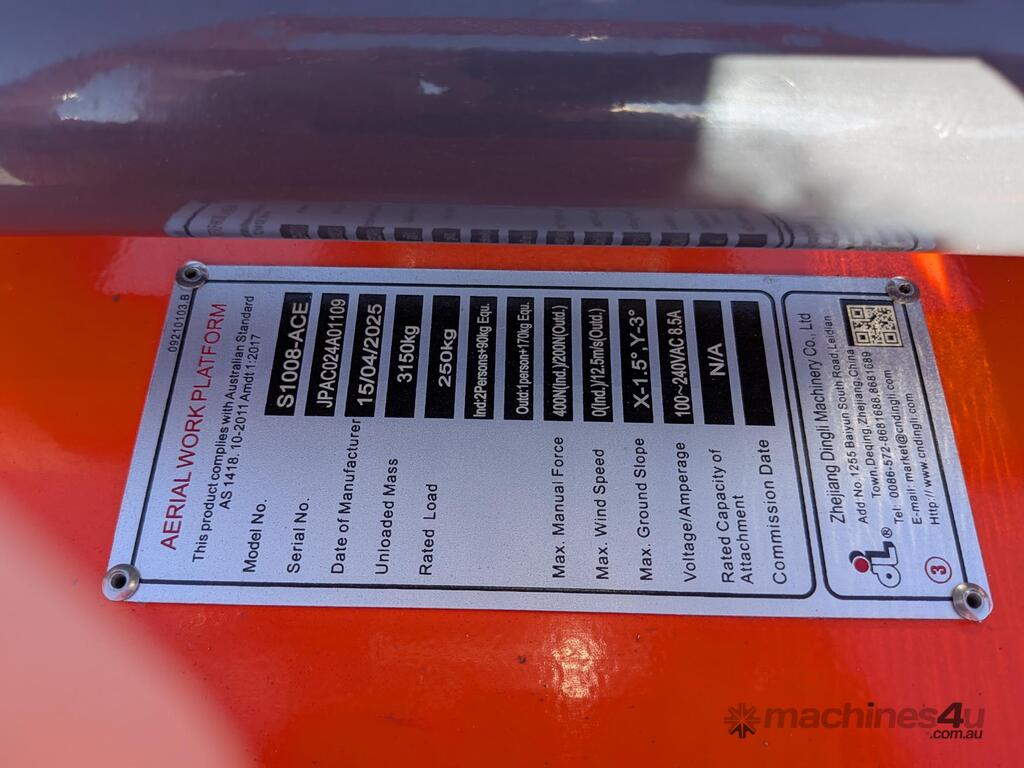 09210103.B
AERIAL WORK PLATFORM
This product complies with Australian Standard
AS 1418. 10-2011 Amdt 1:2017
Model No. S1008-ACE
Serial No. JPAC024A01109
Date of Manufacturer 15/04/2025
Unloaded Mass 3150kg
Rated Load 250kg
Ind:2Persons+90kg Equ.
Outd:1person+170kg Equ.
Max. Manual Force 400N(Ind.)/200N(Outd.)
Max. Wind Speed 0(Ind.)/12.5m/s(Outd.)
Max. Ground Slope X-1.5°,Y-3°
Voltage/Amperage 100~240VAC 8.5A
Rated Capacity of
Attachment N/A
Commission Date
Zhejiang Dingli Machinery Co., Ltd
Add:No.1255 Baiyun South Road, Leidian
Town,Deqing,Zhejiang,China
Tel: 0086-572-8681688.8681689
E-mail: market@cndingli.com
Http://www.cndingli.com
DL®
3
machines4u
.com.au